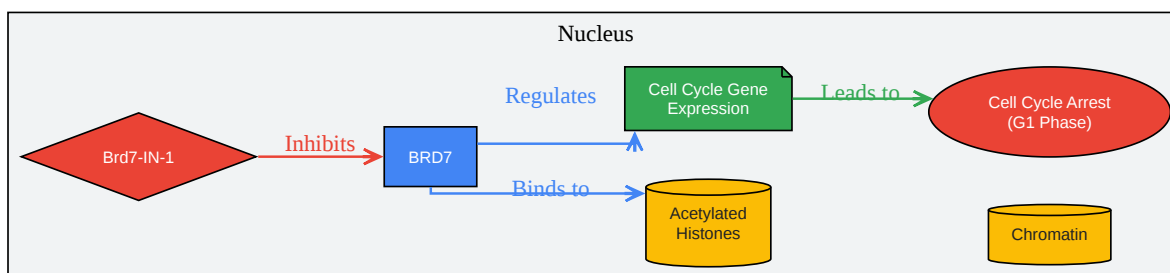 Nucleus
Regulates
Cell Cycle Gene
Expression
Leads to
Cell Cycle Arrest
(G1 Phase)
Brd7-IN-1
Inhibits
BRD7
Binds to
Acetylated
Histones
Chromatin